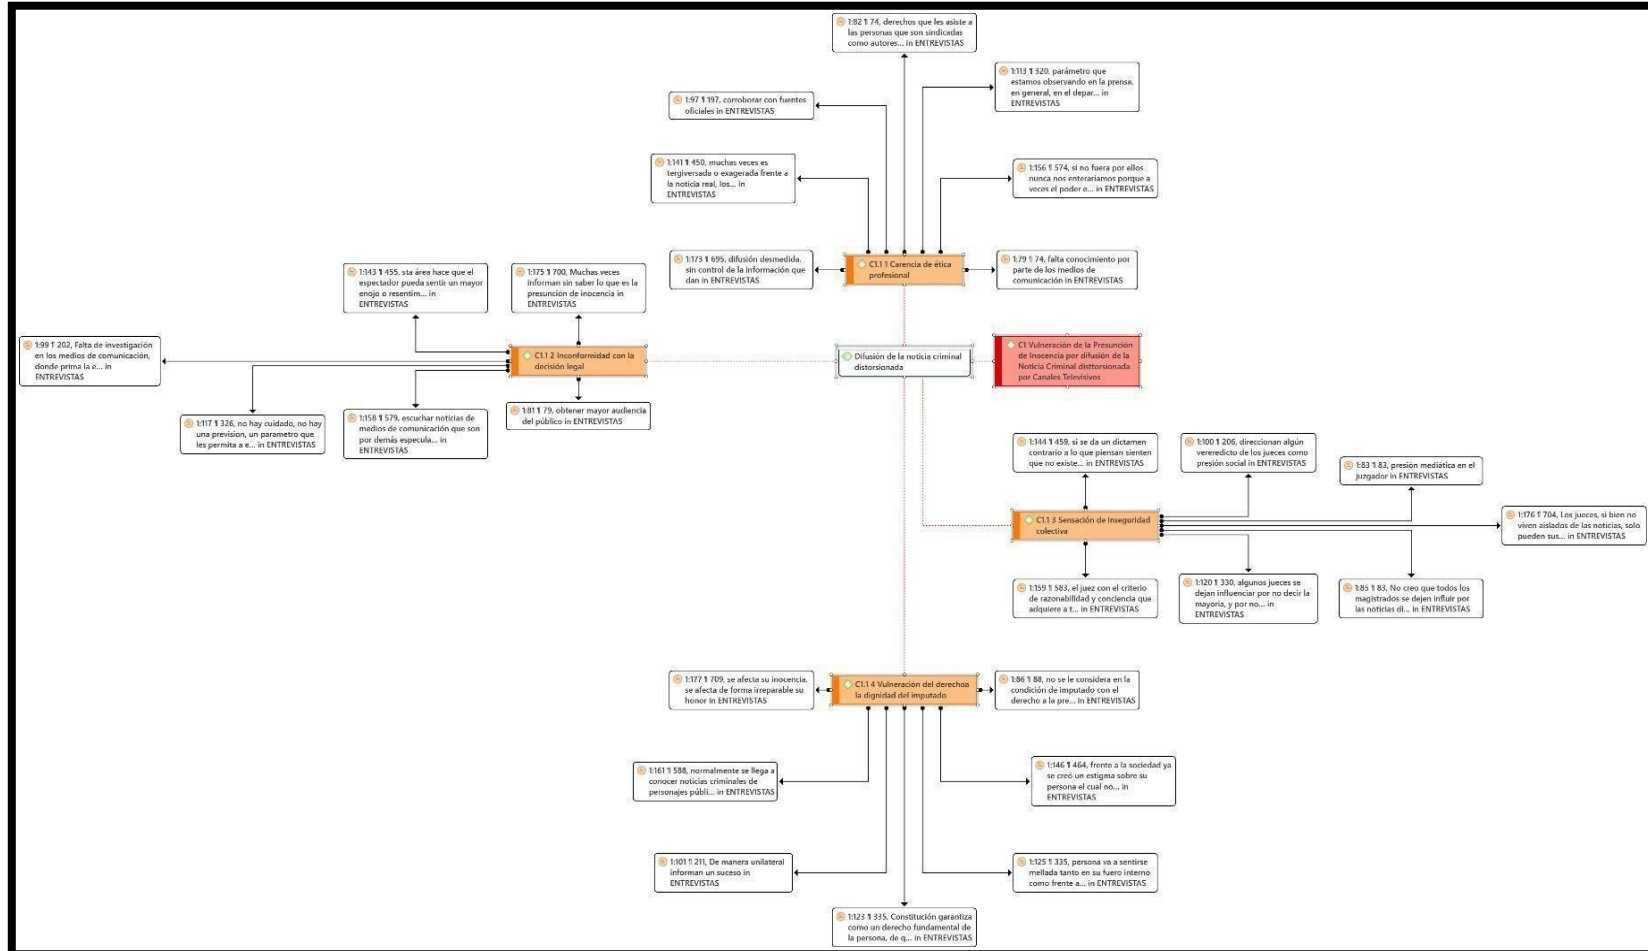 1:82 ¶ 74, derechos que les asiste a
las personas que son sindicadas
como autores... in ENTREVISTAS
1:113 ¶ 320, parámetro que
estamos observando en la prensa,
en general, en el depar... in
ENTREVISTAS
1:97 ¶ 197, corroborar con fuentes
oficiales in ENTREVISTAS
1:141 ¶ 450, muchas veces es
tergiversada o exagerada frente a
la noticia real, los... in
ENTREVISTAS
1:156 ¶ 574, si no fuera por ellos
nunca nos enteraríamos porque a
veces el poder e... in ENTREVISTAS
1:173 ¶ 695, difusión desmedida,
sin control de la información que
dan in ENTREVISTAS
C1.1 1 Carencia de ética
profesional
1:79 ¶ 74, falta conocimiento por
parte de los medios de
comunicación in ENTREVISTAS
1:143 ¶ 455, sta área hace que el
espectador pueda sentir un mayor
enojo o resentim... in
ENTREVISTAS
1:175 ¶ 700, Muchas veces
informan sin saber lo que es la
presunción de inocencia in
ENTREVISTAS
1:99 ¶ 202, Falta de investigación
en los medios de comunicación,
donde prima la e... in
ENTREVISTAS
C1.1 2 Inconformidad con la
decisión legal
Difusión de la noticia criminal
distorsionada
C1 Vulneración de la Presunción
de Inocencia por difusión de la
Noticia Criminal disttorsionada
por Canales Televisivos
1:117 ¶ 326, no hay cuidado, no hay
una prevision, un parametro que
les permita a e... in ENTREVISTAS
1:158 ¶ 579, escuchar noticias de
medios de comunicación que son
por demás especula... in
ENTREVISTAS
1:81 ¶ 79, obtener mayor audiencia
del público in ENTREVISTAS
1:144 ¶ 459, si se da un dictamen
contrario a lo que piensan sienten
que no existe... in ENTREVISTAS
1:100 ¶ 206, direccionan algún
vereredicto de los jueces como
presión social in ENTREVISTAS
1:83 ¶ 83, presión mediática en el
juzgador in ENTREVISTAS
C1.1 3 Sensación de inseguridad
colectiva
1:176 ¶ 704, Los jueces, si bien no
viven aislados de las noticias, solo
pueden sus... in ENTREVISTAS
1:159 ¶ 583, el juez con el criterio
de razonabilidad y conciencia que
adquiere a t... in ENTREVISTAS
1:120 ¶ 330, algunos jueces se
dejan influenciar por no decir la
mayoria, y por no... in
ENTREVISTAS
1:85 ¶ 83, No creo que todos los
magistrados se dejen influir por
las noticias di... in ENTREVISTAS
1:177 ¶ 709, se afecta su inocencia,
se afecta de forma irreparable su
honor in ENTREVISTAS
C1.1 4 Vulneración del derechoa
la dignidad del imputado
1:86 ¶ 88, no se le considera en la
condición de imputado con el
derecho a la pre... in ENTREVISTAS
1:161 ¶ 588, normalmente se llega a
conocer noticias criminales de
personajes públi... in ENTREVISTAS
1:146 ¶ 464, frente a la sociedad ya
se creó un estigma sobre su
persona el cual no... in
ENTREVISTAS
1:101 ¶ 211, De manera unilateral
informan un suceso in
ENTREVISTAS
1:125 ¶ 335, persona va a sentirse
mellada tanto en su fuero interno
como frente a... in ENTREVISTAS
1:123 ¶ 335, Constitución garantiza
como un derecho fundamental de
la persona, de q... in ENTREVISTAS